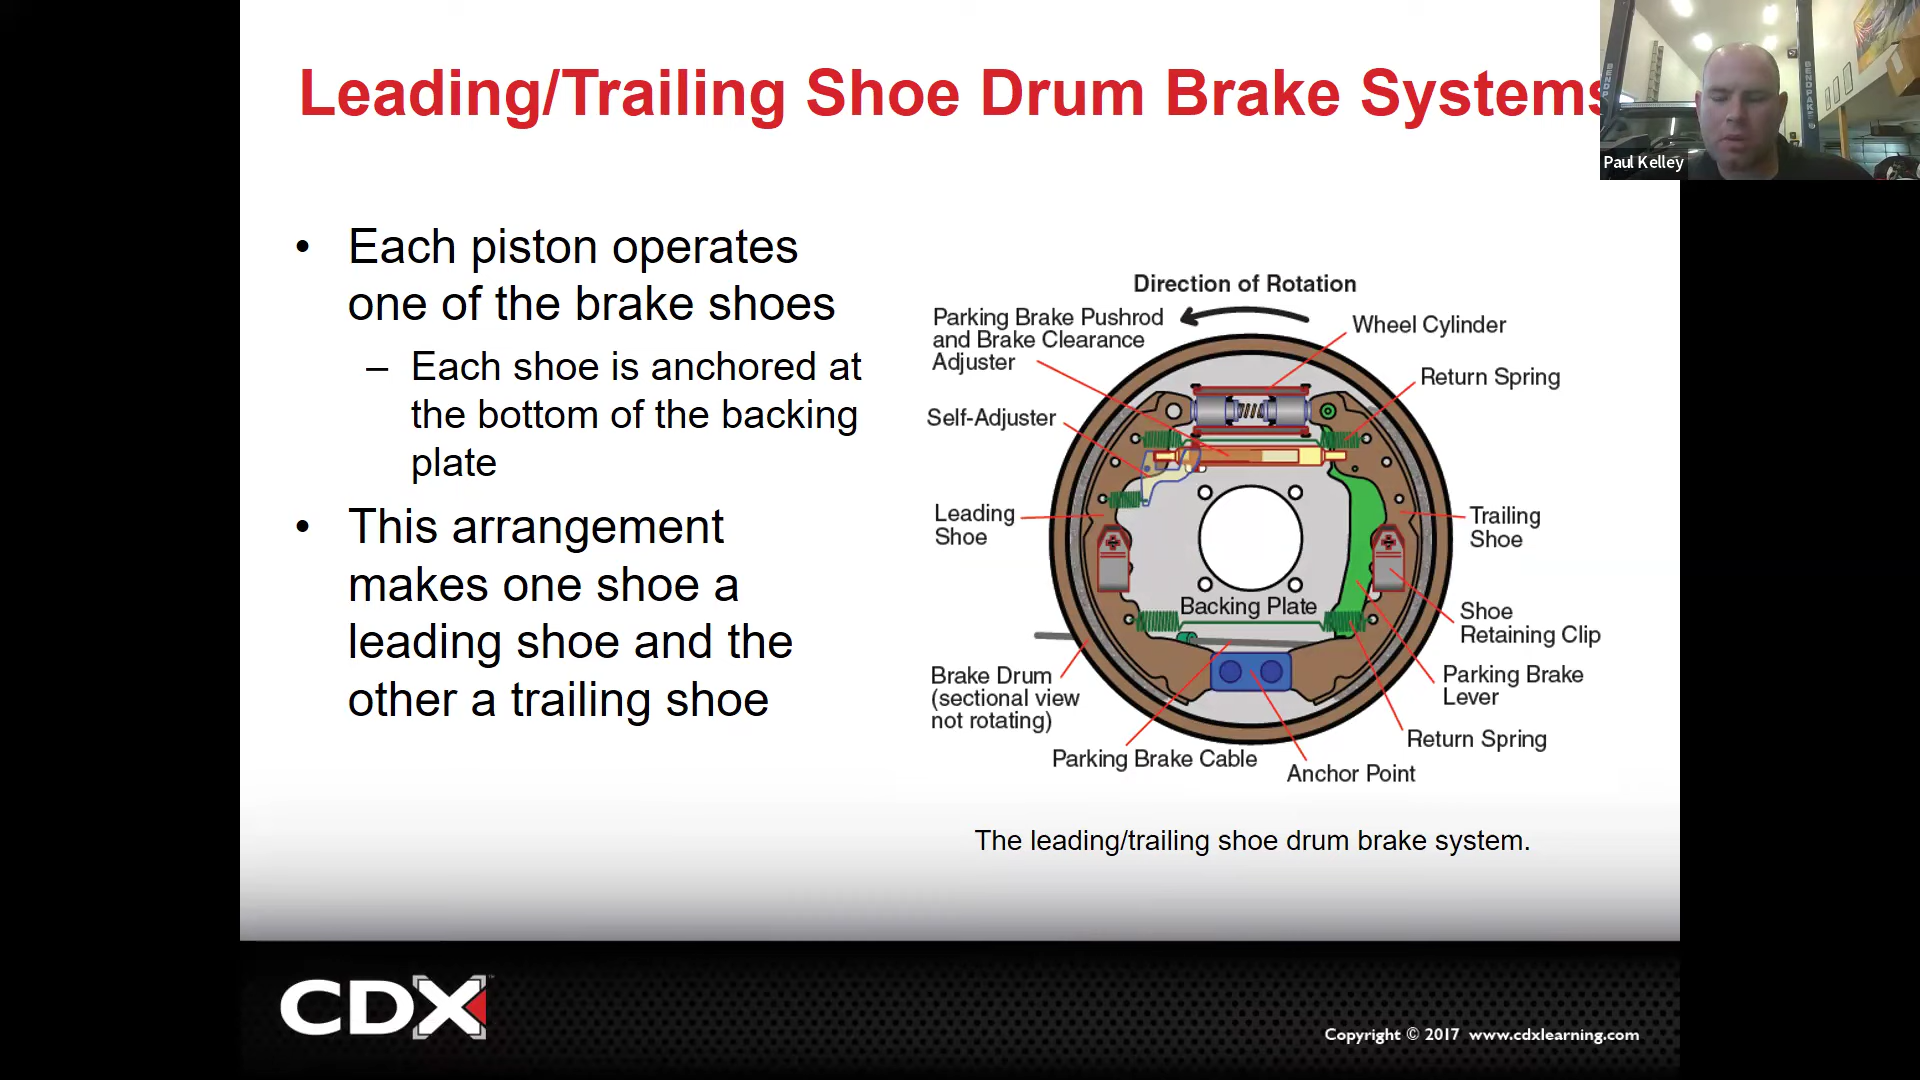 Leading/Trailing Shoe Drum Brake Systems
Paul Kelley
• Each piston operates
one of the brake shoes
– Each shoe is anchored at
the bottom of the backing
plate
• This arrangement
makes one shoe a
leading shoe and the
other a trailing shoe
Direction of Rotation
Parking Brake Pushrod
and Brake Clearance
Adjuster
Wheel Cylinder
Return Spring
Self-Adjuster
Leading
Shoe
Trailing
Shoe
Backing Plate
Shoe
Retaining Clip
Brake Drum
(sectional view
not rotating)
Parking Brake
Lever
Return Spring
Parking Brake Cable
Anchor Point
The leading/trailing shoe drum brake system.
CDX
Copyright © 2017 www.cdxlearning.com
BENDPAK